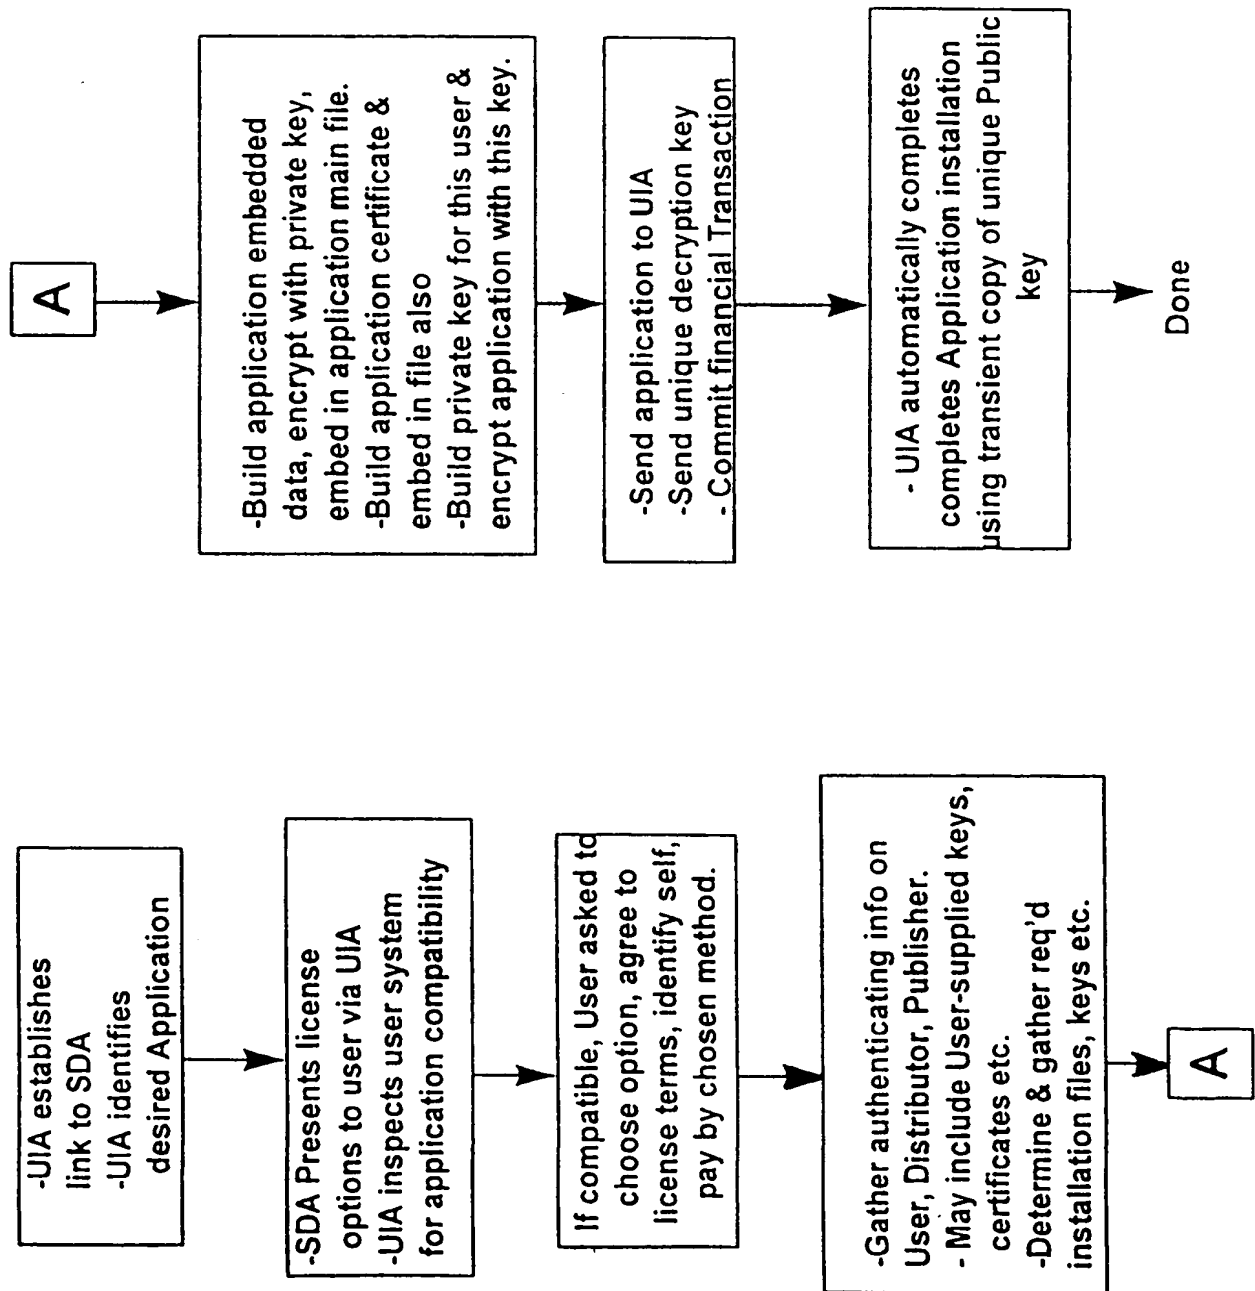 -UIA establishes
link to SDA
-UIA identifies
desired Application
-SDA Presents license
options to user via UIA
-UIA inspects user system
for application compatibility
If compatible, User asked to
choose option, agree to
license terms, identify self,
pay by chosen method.
-Gather authenticating info on
User, Distributor, Publisher.
- May include User-supplied keys,
certificates etc.
-Determine & gather req'd
installation files, keys etc.
A
A
-Build application embedded
data, encrypt with private key,
embed in application main file.
-Build application certificate &
embed in file also
-Build private key for this user &
encrypt application with this key.
-Send application to UIA
-Send unique decryption key
- Commit financial Transaction
- UIA automatically completes
completes Application installation
using transient copy of unique Public
key
Done